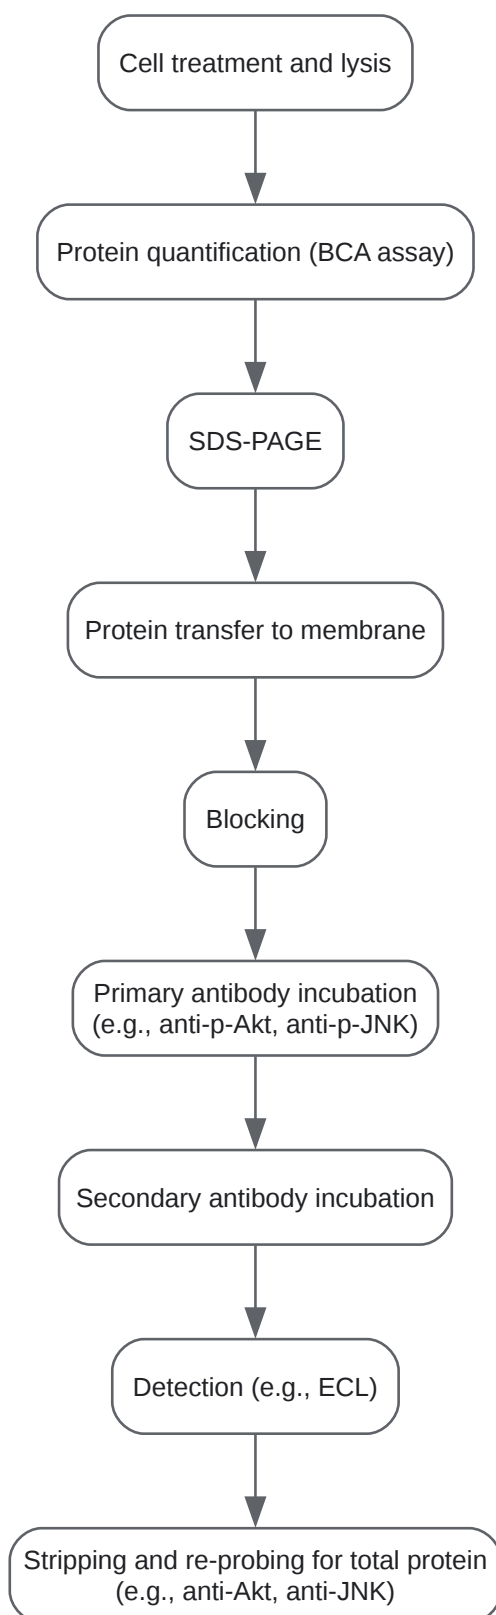 Cell treatment and lysis
Protein quantification (BCA assay)
SDS-PAGE
Protein transfer to membrane
Blocking
Primary antibody incubation
(e.g., anti-p-Akt, anti-p-JNK)
Secondary antibody incubation
Detection (e.g., ECL)
Stripping and re-probing for total protein
(e.g., anti-Akt, anti-JNK)